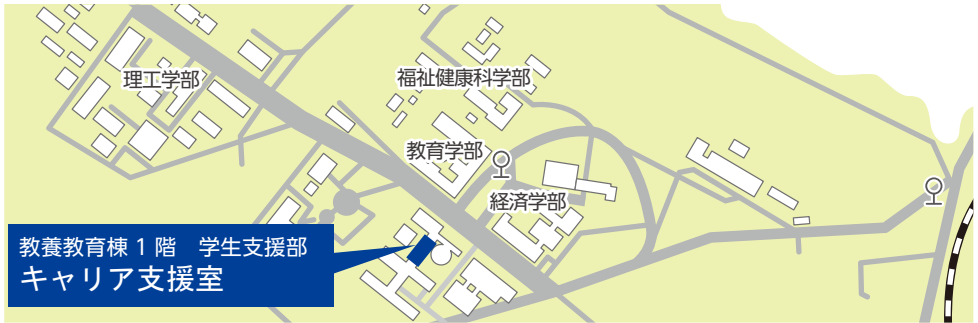 理工学部
福祉健康科学部
教育学部
経済学部
教養教育棟 1 階　学生支援部
キャリア支援室